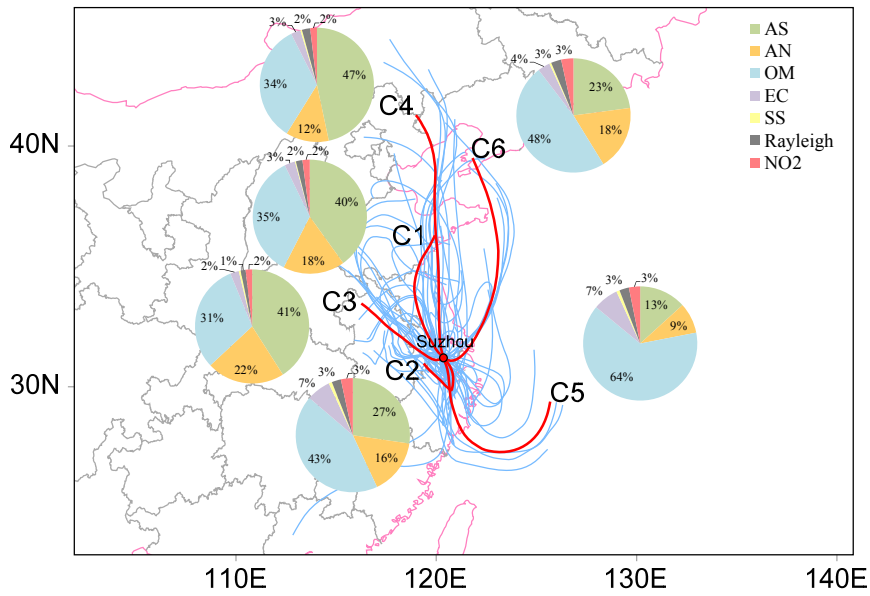 3%
2%
2%
47%
12%
34%
C4
4%
3%
3%
23%
18%
48%
AS
AN
OM
EC
SS
Rayleigh
NO2
40N
C6
3%
2%
2%
40%
18%
35%
C1
2%
1%
2%
41%
22%
31%
C3
Suzhou
C2
7%
3%
3%
13%
9%
64%
30N
C5
7%
3%
3%
27%
16%
43%
110E
120E
130E
140E